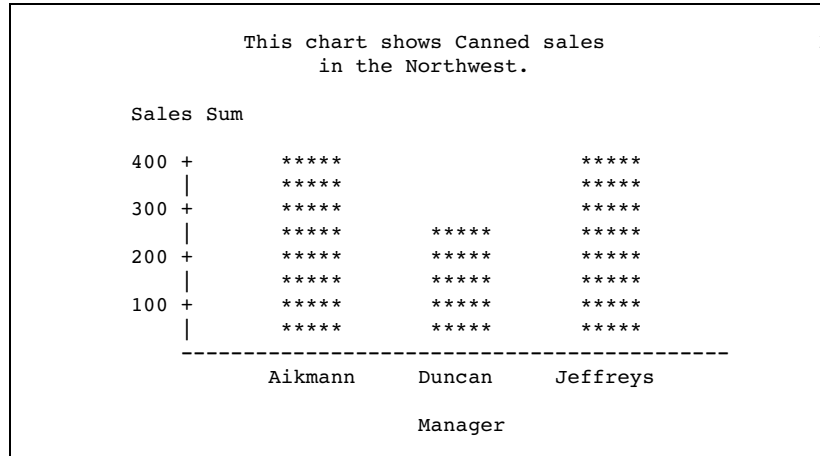 This chart shows Canned sales
in the Northwest.
Sales Sum
400 + ***** *****
| ***** *****
300 + ***** *****
| ***** ***** *****
200 + ***** ***** *****
| ***** ***** *****
100 + ***** ***** *****
| ***** ***** *****
--------------------------------------------
Aikmann Duncan Jeffreys
Manager